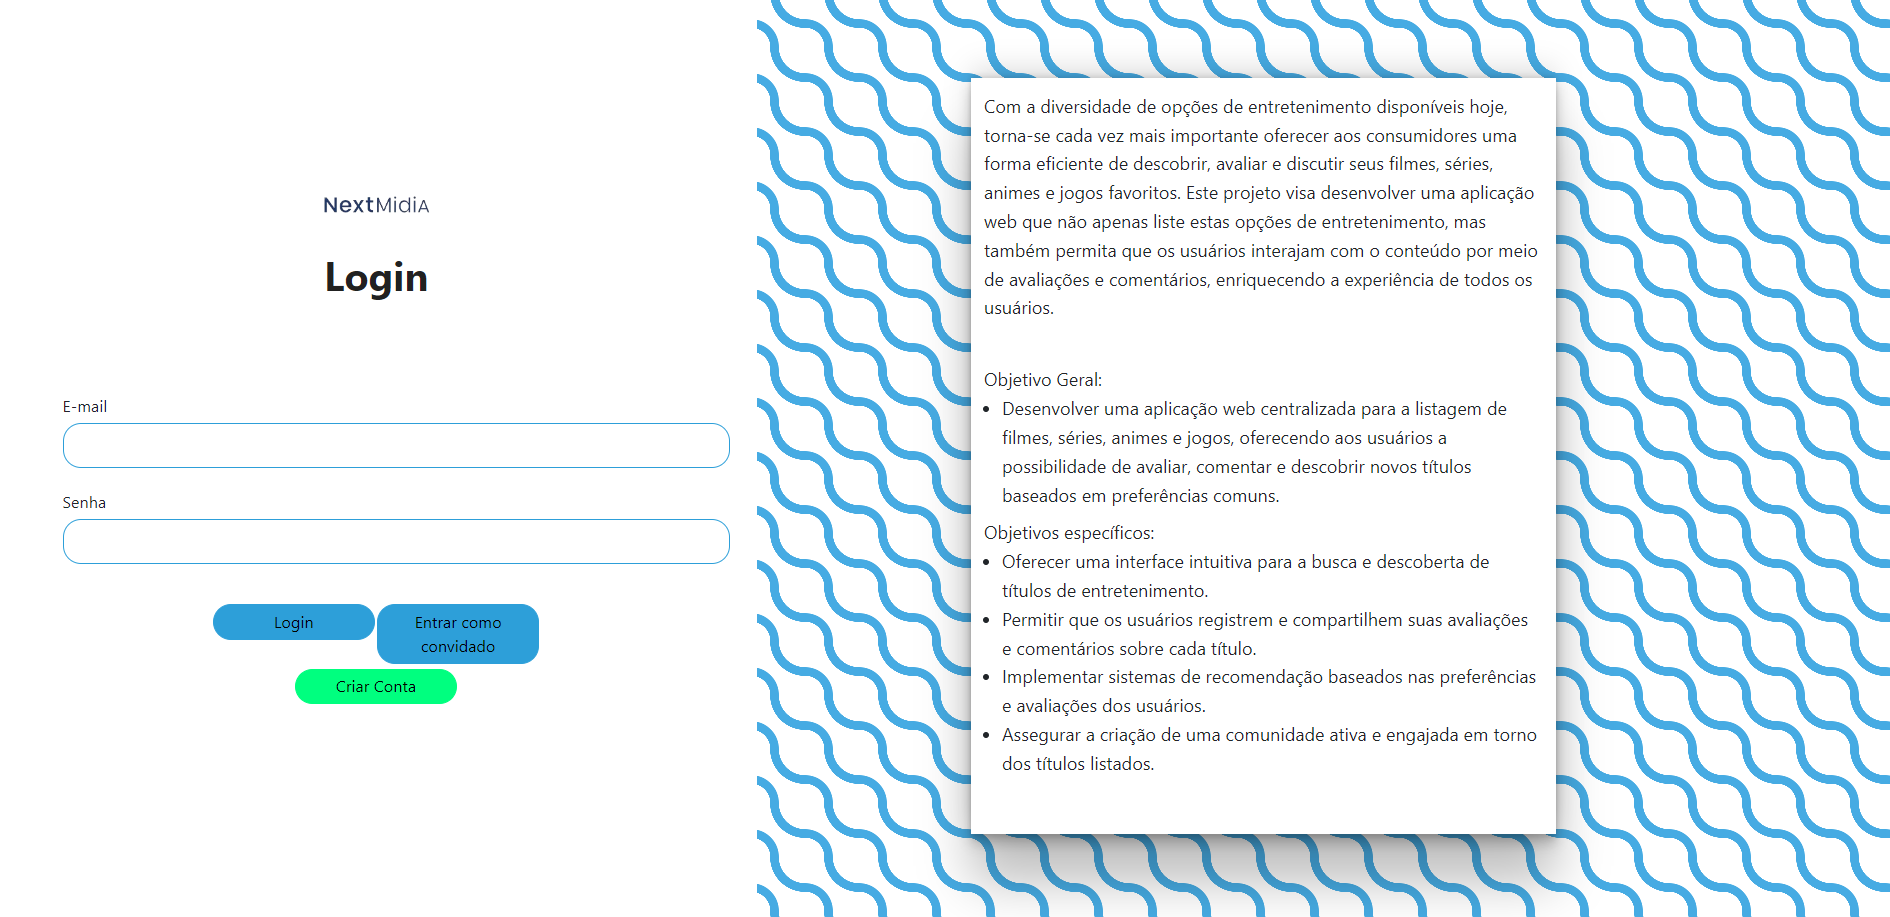 NextMidiA
Login
E-mail
Senha
Login
Entrar como
convidado
Criar Conta
Com a diversidade de opções de entretenimento disponíveis hoje,
torna-se cada vez mais importante oferecer aos consumidores uma
forma eficiente de descobrir, avaliar e discutir seus filmes, séries,
animes e jogos favoritos. Este projeto visa desenvolver uma aplicação
web que não apenas liste estas opções de entretenimento, mas
também permita que os usuários interajam com o conteúdo por meio
de avaliações e comentários, enriquecendo a experiência de todos os
usuários.
Objetivo Geral:
• Desenvolver uma aplicação web centralizada para a listagem de
filmes, séries, animes e jogos, oferecendo aos usuários a
possibilidade de avaliar, comentar e descobrir novos títulos
baseados em preferências comuns.
Objetivos específicos:
• Oferecer uma interface intuitiva para a busca e descoberta de
títulos de entretenimento.
• Permitir que os usuários registrem e compartilhem suas avaliações
e comentários sobre cada título.
• Implementar sistemas de recomendação baseados nas preferências
e avaliações dos usuários.
• Assegurar a criação de uma comunidade ativa e engajada em torno
dos títulos listados.